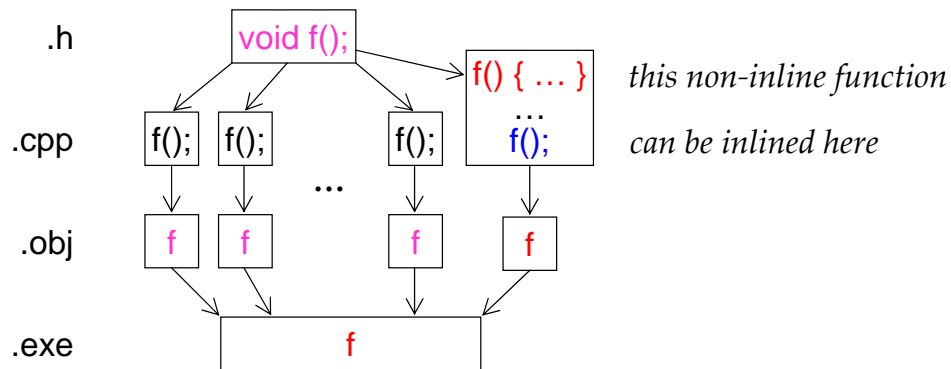 .h void f();
f() { … } this non-inline function
…
.cpp f(); f(); f(); f(); can be inlined here
...
.obj f f f f
.exe f